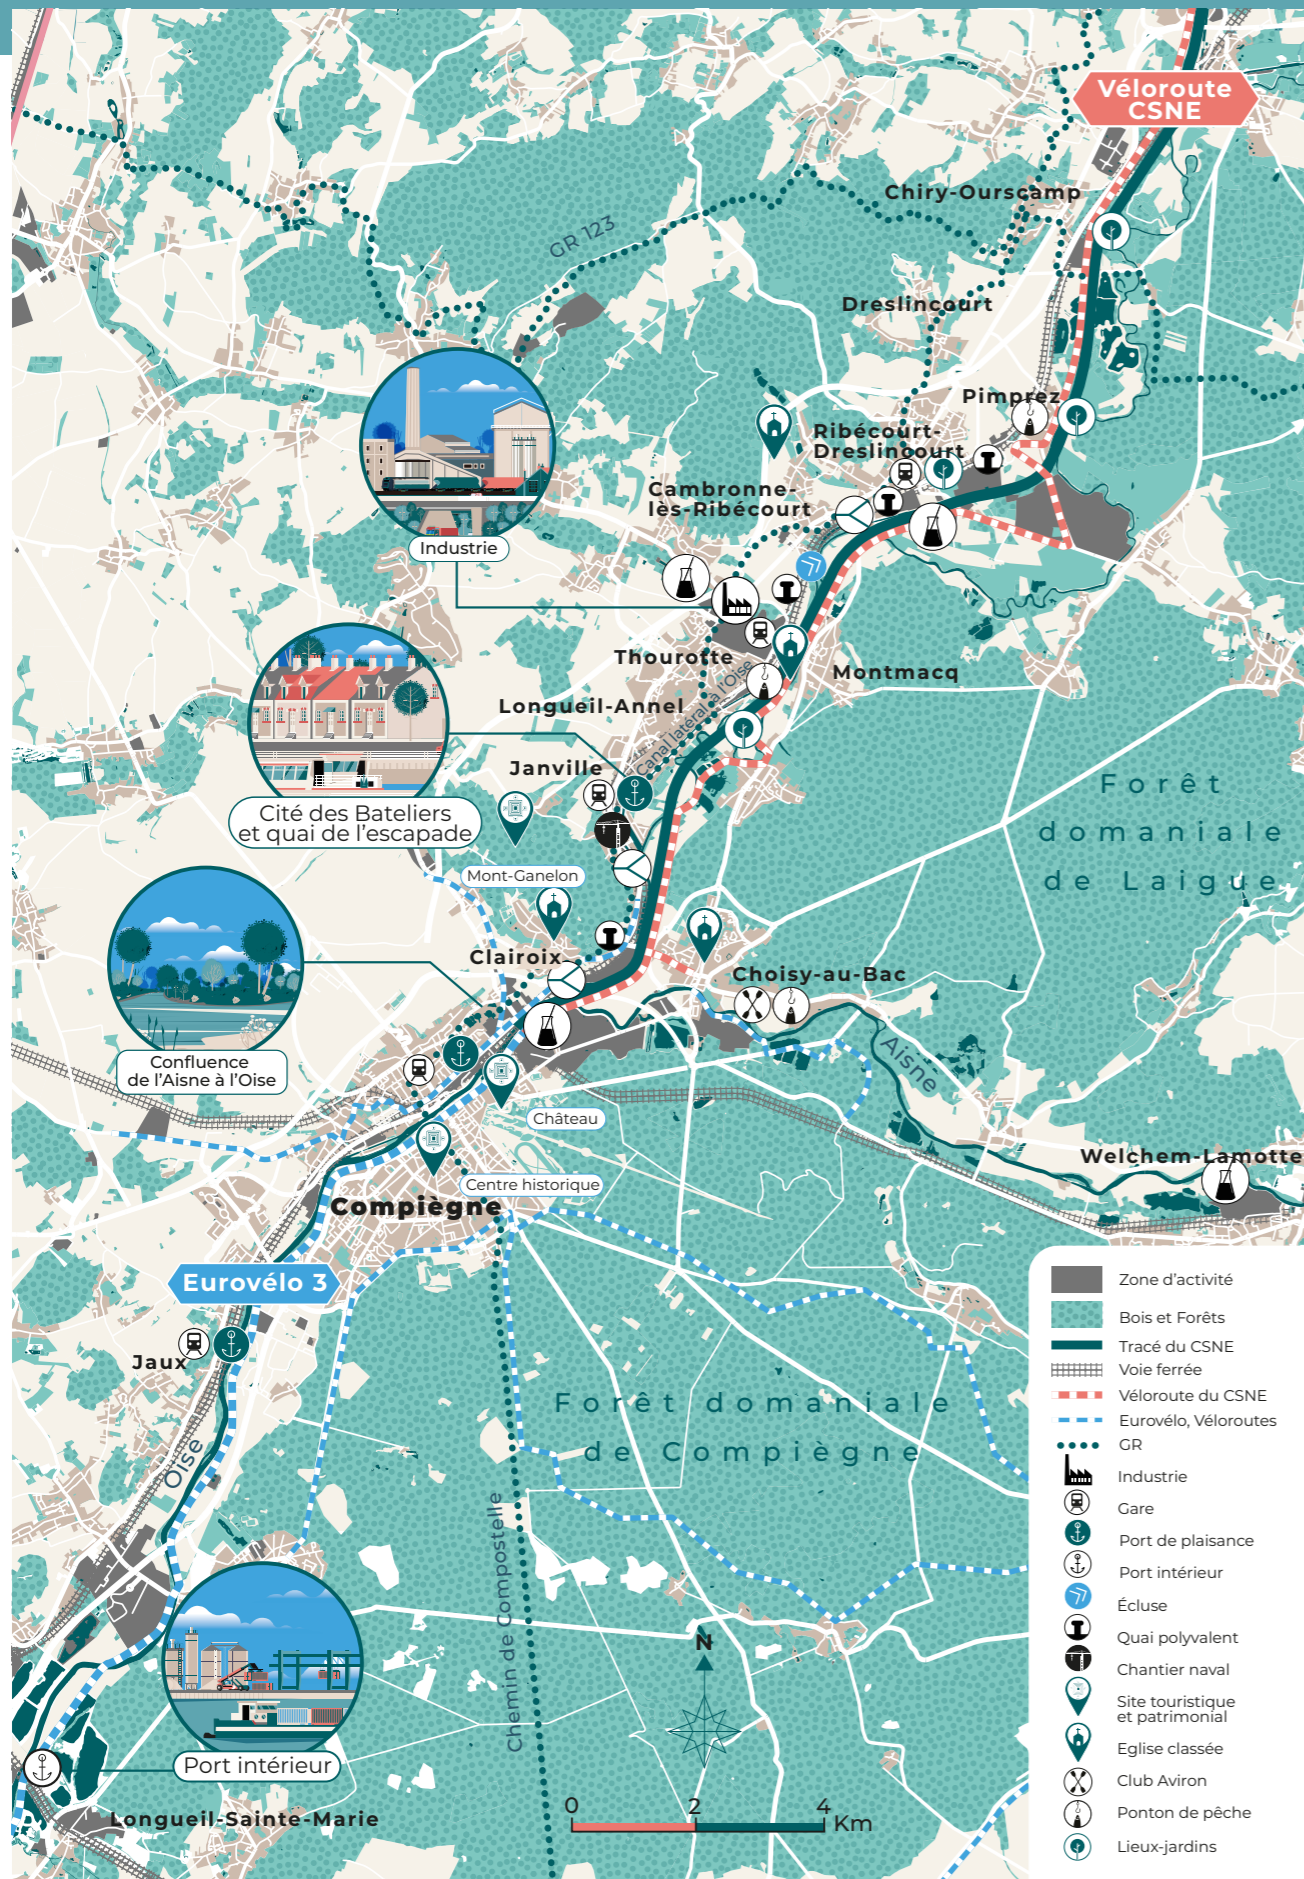 Véloroute
CSNE
Chiry-Ourscamp
GR 123
Dreslincourt
Pimprez
Ribécourt-
Dreslincourt
Cambronne-
lès-Ribécourt
Industrie
Thourotte
Montmacq
Canal latéral à l'Oise
Longueil-Annel
Janville
Forêt
domaniale
de Laigue
Cité des Bateliers
et quai de l'escapade
Mont-Ganelon
Clairoix
Choisy-au-Bac
Aisne
Confluence
de l'Aisne à l'Oise
Château
Welchem-Lamotte
Centre historique
Compiègne
Eurovélo 3
Jaux
Oise
Forêt domaniale
de Compiègne
Chemin de Compostelle
Port intérieur
Longueil-Sainte-Marie
N
0 2 4
Km
Zone d'activité
Bois et Forêts
Tracé du CSNE
Voie ferrée
Véloroute du CSNE
Eurovélo, Véloroutes
GR
Industrie
Gare
Port de plaisance
Port intérieur
Écluse
Quai polyvalent
Chantier naval
Site touristique
et patrimonial
Eglise classée
Club Aviron
Ponton de pêche
Lieux-jardins